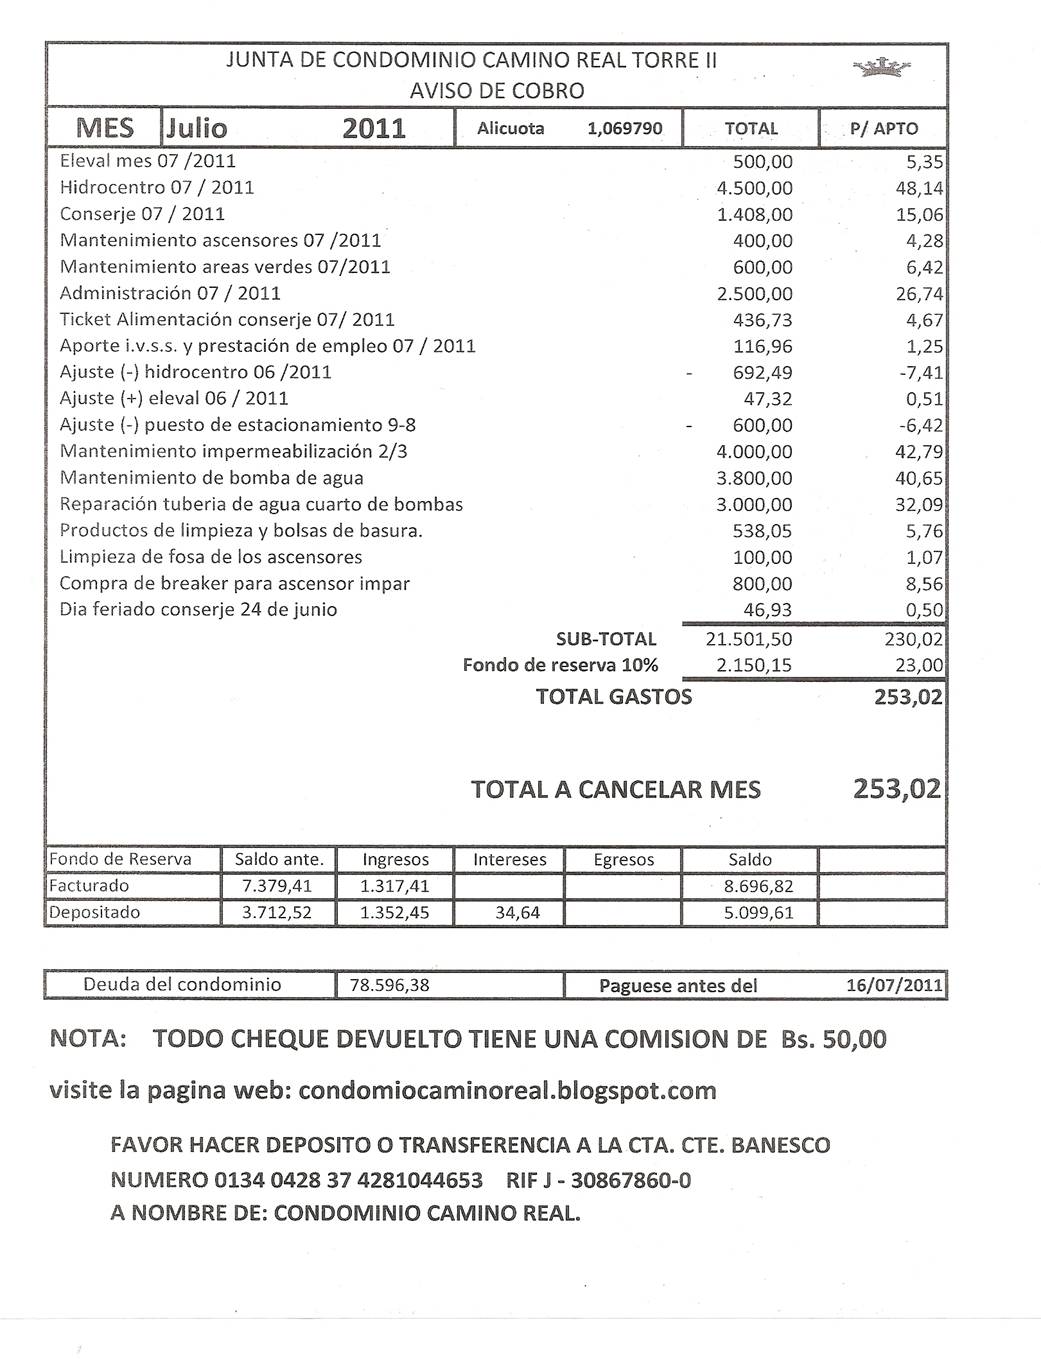 JUNTA DE CONDOMINIO CAMINO REAL TORRE II
AVISO DE COBRO
MES Julio 2011 Alicuota 1,069790 TOTAL P/ APTO
Eleval mes 07 /2011 500,00 5,35
Hidrocentro 07 / 2011 4.500,00 48,14
Conserje 07 / 2011 1.408,00 15,06
Mantenimiento ascensores 07 /2011 400,00 4,28
Mantenimiento areas verdes 07/2011 600,00 6,42
Administración 07 / 2011 2.500,00 26,74
Ticket Alimentación conserje 07/ 2011 436,73 4,67
Aporte i.v.s.s. y prestación de empleo 07 / 2011 116,96 1,25
Ajuste (-) hidrocentro 06 /2011 - 692,49 -7,41
Ajuste (+) eleval 06 / 2011 47,32 0,51
Ajuste (-) puesto de estacionamiento 9-8 - 600,00 -6,42
Mantenimiento impermeabilización 2/3 4.000,00 42,79
Mantenimiento de bomba de agua 3.800,00 40,65
Reparación tuberia de agua cuarto de bombas 3.000,00 32,09
Productos de limpieza y bolsas de basura. 538,05 5,76
Limpieza de fosa de los ascensores 100,00 1,07
Compra de breaker para ascensor impar 800,00 8,56
Dia feriado conserje 24 de junio 46,93 0,50
SUB-TOTAL 21.501,50 230,02
Fondo de reserva 10% 2.150,15 23,00
TOTAL GASTOS 253,02
TOTAL A CANCELAR MES 253,02
Fondo de Reserva Saldo ante. Ingresos Intereses Egresos Saldo
Facturado 7.379,41 1.317,41 8.696,82
Depositado 3.712,52 1.352,45 34,64 5.099,61
Deuda del condominio 78.596,38 Paguese antes del 16/07/2011
NOTA: TODO CHEQUE DEVUELTO TIENE UNA COMISION DE Bs. 50,00
visite la pagina web: condomiocaminoreal.blogspot.com
FAVOR HACER DEPOSITO O TRANSFERENCIA A LA CTA. CTE. BANESCO
NUMERO 0134 0428 37 4281044653 RIF J - 30867860-0
A NOMBRE DE: CONDOMINIO CAMINO REAL.